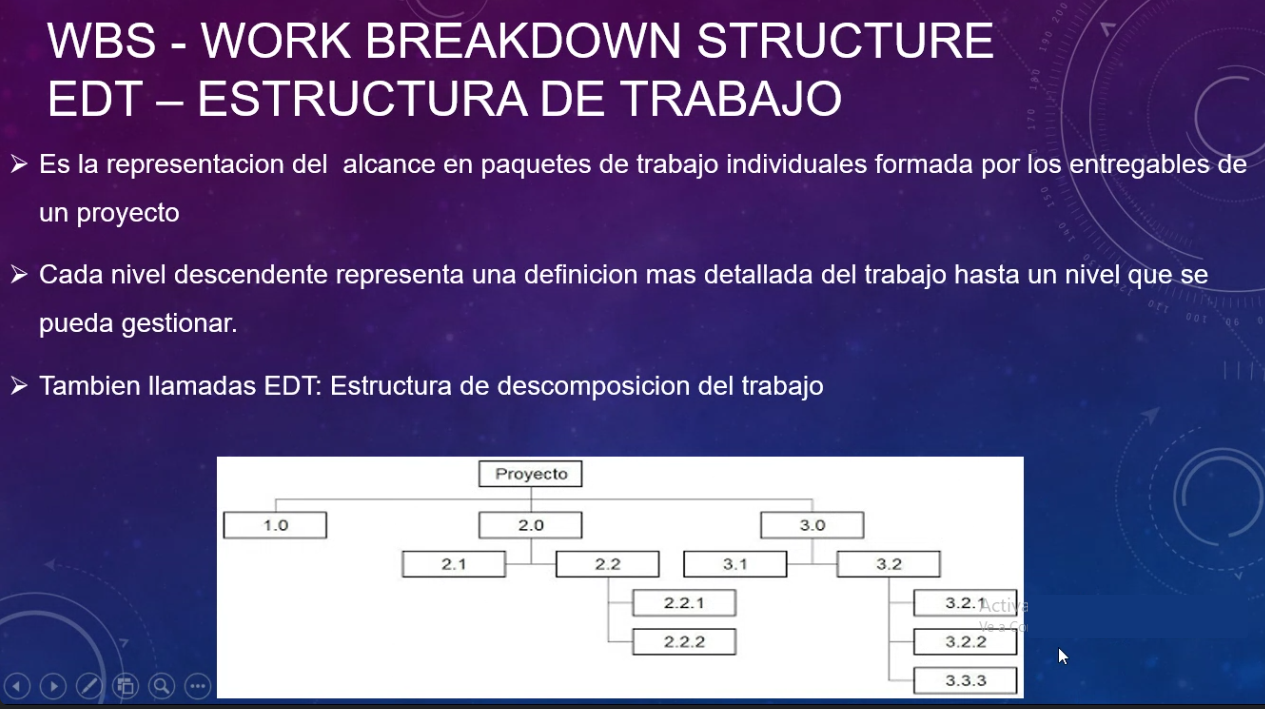 WBS - WORK BREAKDOWN STRUCTURE
EDT – ESTRUCTURA DE TRABAJO
➢ Es la representacion del  alcance en paquetes de trabajo individuales formada por los entregables de
un proyecto
➢ Cada nivel descendente representa una definicion mas detallada del trabajo hasta un nivel que se
pueda gestionar.
➢ Tambien llamadas EDT: Estructura de descomposicion del trabajo
Proyecto
1.0 2.0 3.0
2.1 2.2 3.1 3.2
2.2.1 3.2.1
2.2.2 3.2.2
3.3.3